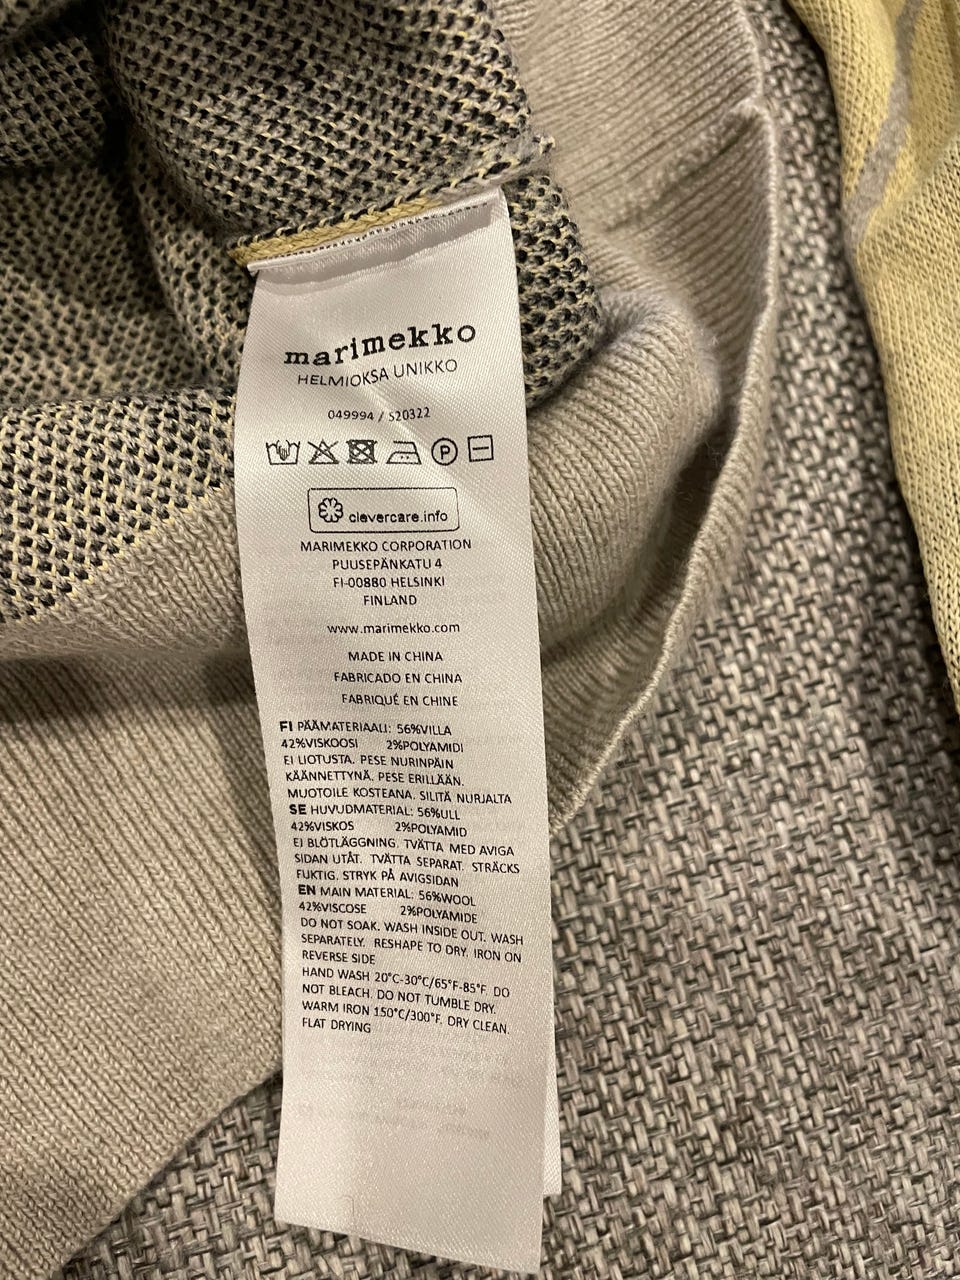 marimekko
HELMIOKSA UNIKKO
049994 / S20322
P
clevercare.info
MARIMEKKO CORPORATION
PUUSEPÄNKATU 4
FI-00880 HELSINKI
FINLAND
www.marimekko.com
MADE IN CHINA
FABRICADO EN CHINA
FABRIQUÉ EN CHINE
FI PÄÄMATERIAALI: 56%VILLA
42%VISKOOSI 2%POLYAMIDI
EI LIOTUSTA. PESE NURINPÄIN
KÄÄNNETTYNÄ. PESE ERILLÄÄN.
MUOTOILE KOSTEANA. SILITÄ NURJALTA
SE HUVUDMATERIAL: 56%ULL
42%VISKOS 2%POLYAMID
EJ BLÖTLÄGGNING. TVÄTTA MED AVIGA
SIDAN UTÅT. TVÄTTA SEPARAT. STRÄCKS
FUKTIG. STRYK PÅ AVIGSIDAN
EN MAIN MATERIAL: 56%WOOL
42%VISCOSE 2%POLYAMIDE
DO NOT SOAK. WASH INSIDE OUT. WASH
SEPARATELY. RESHAPE TO DRY. IRON ON
REVERSE SIDE
HAND WASH 20°C-30°C/65°F-85°F. DO
NOT BLEACH. DO NOT TUMBLE DRY.
WARM IRON 150°C/300°F. DRY CLEAN.
FLAT DRYING